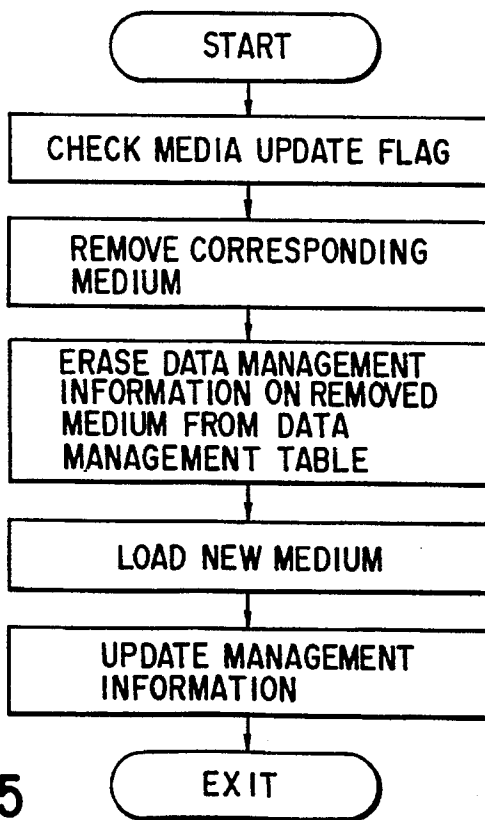 START
CHECK MEDIA UPDATE FLAG
REMOVE CORRESPONDING
MEDIUM
ERASE DATA MANAGEMENT
INFORMATION ON REMOVED
MEDIUM FROM DATA
MANAGEMENT TABLE
LOAD NEW MEDIUM
UPDATE MANAGEMENT
INFORMATION
EXIT
5